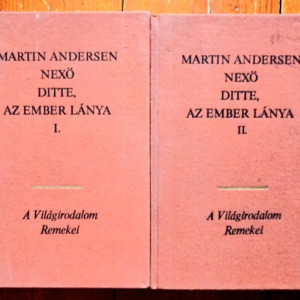 MARTIN ANDERSEN
NEXÖ
DITTE,
AZ EMBER LÁNYA
I.
A Világirodalom
Remekei
MARTIN ANDERSEN
NEXÖ
DITTE,
AZ EMBER LÁNYA
II.
A Világirodalom
Remekei